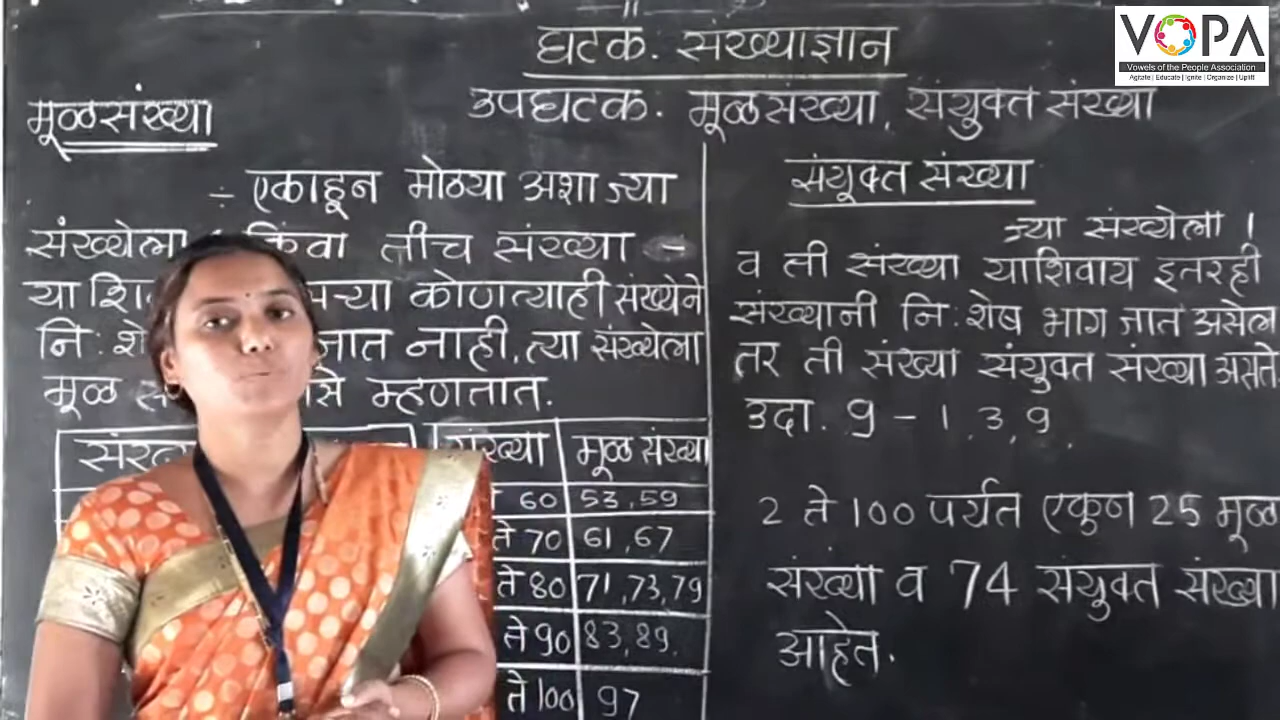 घटक. संख्याज्ञान
उपघटक. मूळसंख्या, संयुक्त संख्या
VOPA
Vowels of the People Association
Agitate | Educate | Ignite | Organize | Uplift
मूळसंख्या
÷ एकाहून मोठ्या अशा ज्या
संख्येला किंवा तीच संख्या -
या कोणत्याही संख्येने
नि:शे जात नाही, त्या संख्येला
मूळ से म्हणतात.
संख्या मूळ संख्या
60 53, 59
ते 70 61, 67
ते 80 71, 73, 79
ते 90 83, 89.
ते 100 97
संयूक्त संख्या
ज्या संख्येला 1
व ती संख्या याशिवाय इतरही
संख्यानी नि:शेष भाग जात असेल
तर ती संख्या संयुक्त संख्या असते
उदा. 9 - 1, 3, 9.
2 ते 100 पर्यंत एकुण 25 मूळ
संख्या व 74 संयुक्त संख्या
आहेत.